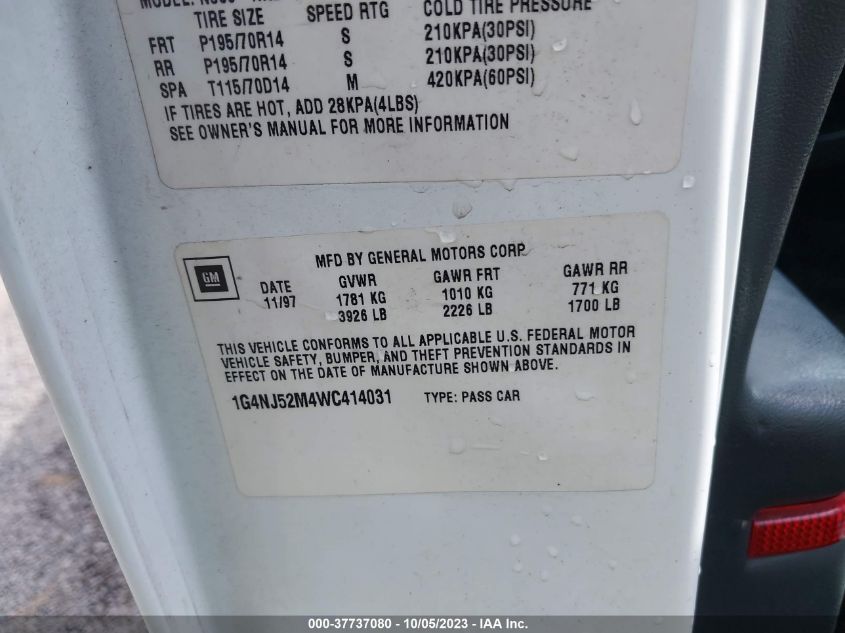 MODEL:
TIRE SIZE SPEED RTG COLD TIRE PRESSURE
FRT P195/70R14 S 210KPA(30PSI)
RR P195/70R14 S 210KPA(30PSI)
SPA T115/70D14 M 420KPA(60PSI)
IF TIRES ARE HOT, ADD 28KPA(4LBS)
SEE OWNER'S MANUAL FOR MORE INFORMATION
GM
MFD BY GENERAL MOTORS CORP
DATE GVWR GAWR FRT GAWR RR
11/97 1781 KG 1010 KG 771 KG
3926 LB 2226 LB 1700 LB
THIS VEHICLE CONFORMS TO ALL APPLICABLE U.S. FEDERAL MOTOR
VEHICLE SAFETY, BUMPER, AND THEFT PREVENTION STANDARDS IN
EFFECT ON THE DATE OF MANUFACTURE SHOWN ABOVE.
1G4NJ52M4WC414031 TYPE: PASS CAR
000-37737080 - 10/05/2023 - IAA Inc.